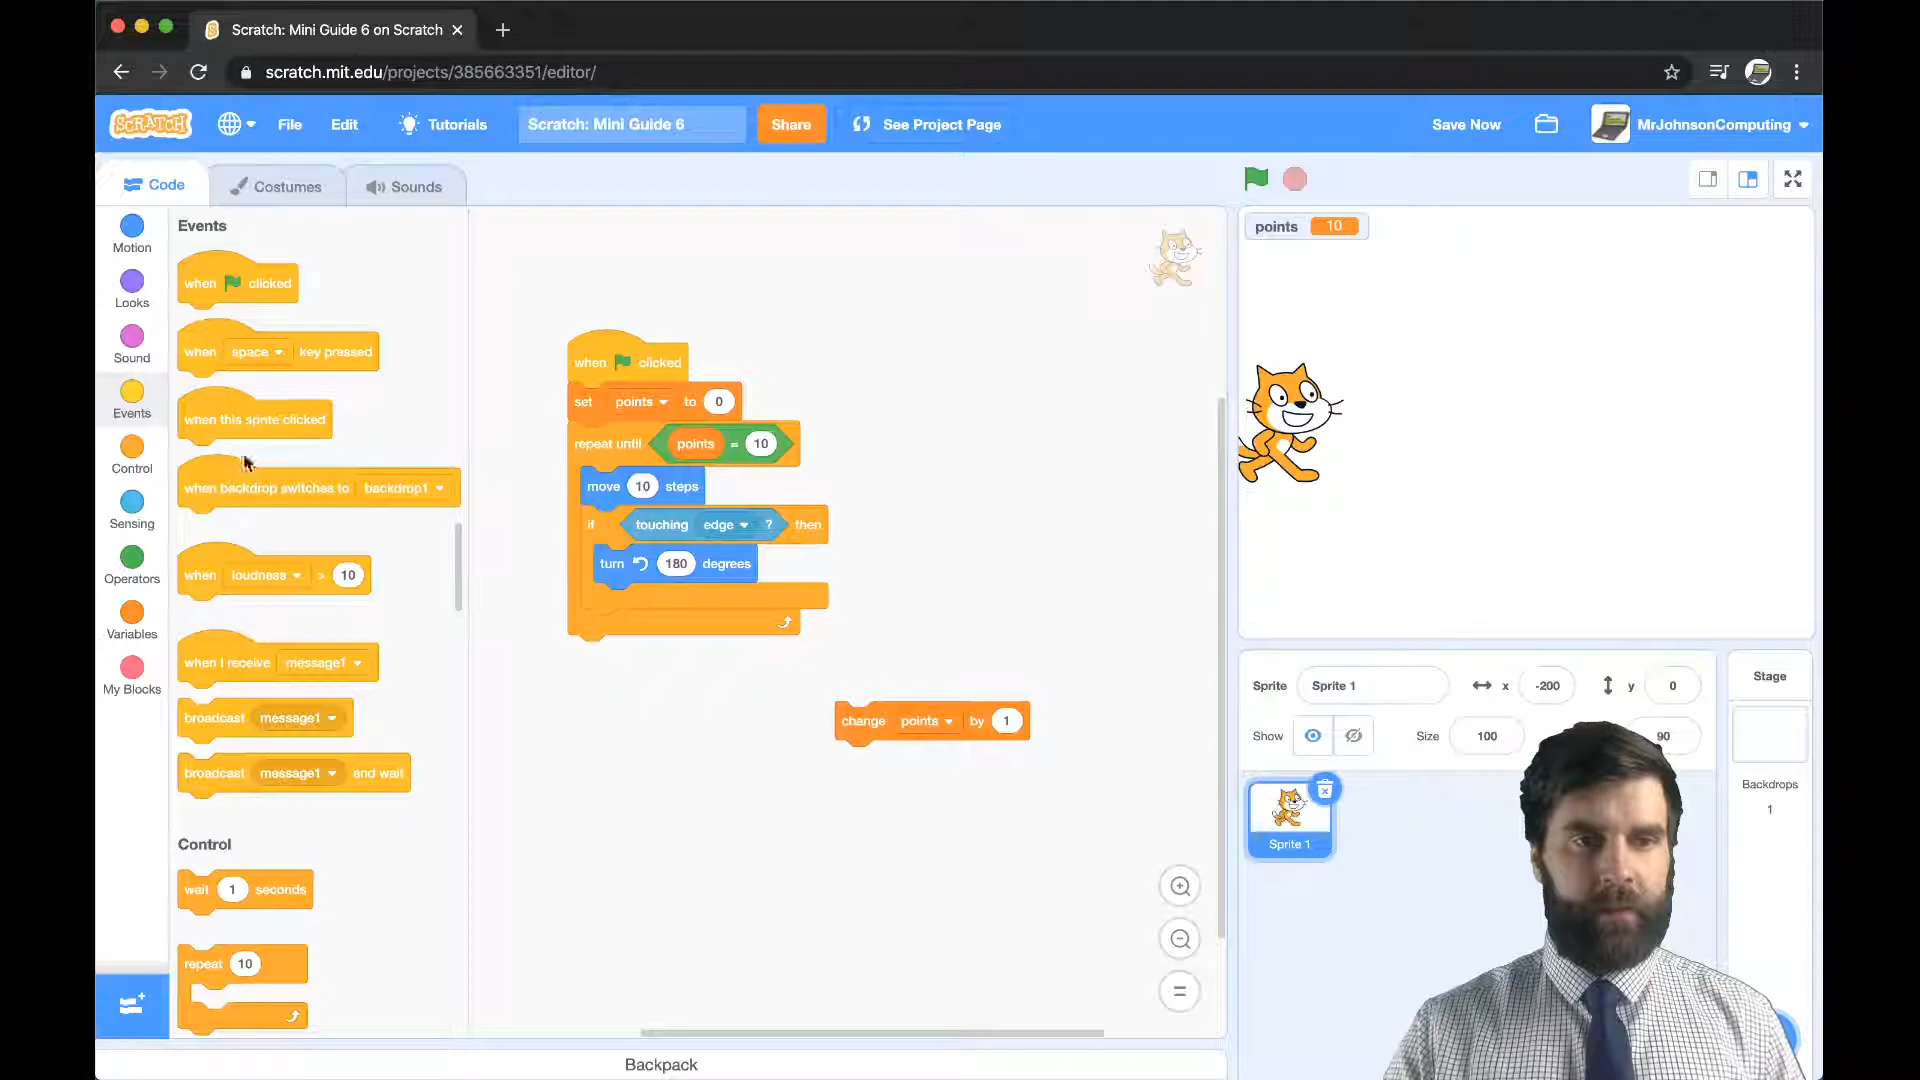 Scratch: Mini Guide 6 on Scratch
scratch.mit.edu/projects/385663351/editor/
SCRATCH
File
Edit
Tutorials
Scratch: Mini Guide 6
Share
See Project Page
Save Now
MrJohnsonComputing
Code
Costumes
Sounds
Motion
Looks
Sound
Events
Control
Sensing
Operators
Variables
My Blocks
Events
when clicked
when space key pressed
when this sprite clicked
when backdrop switches to backdrop1
when loudness > 10
when I receive message1
broadcast message1
broadcast message1 and wait
Control
wait 1 seconds
repeat 10
when clicked
set points to 0
repeat until points = 10
move 10 steps
if touching edge ? then
turn 180 degrees
change points by 1
points 10
Sprite Sprite 1 x -200 y 0
Show Size 100 90
Sprite 1
Stage
Backdrops
1
Backpack